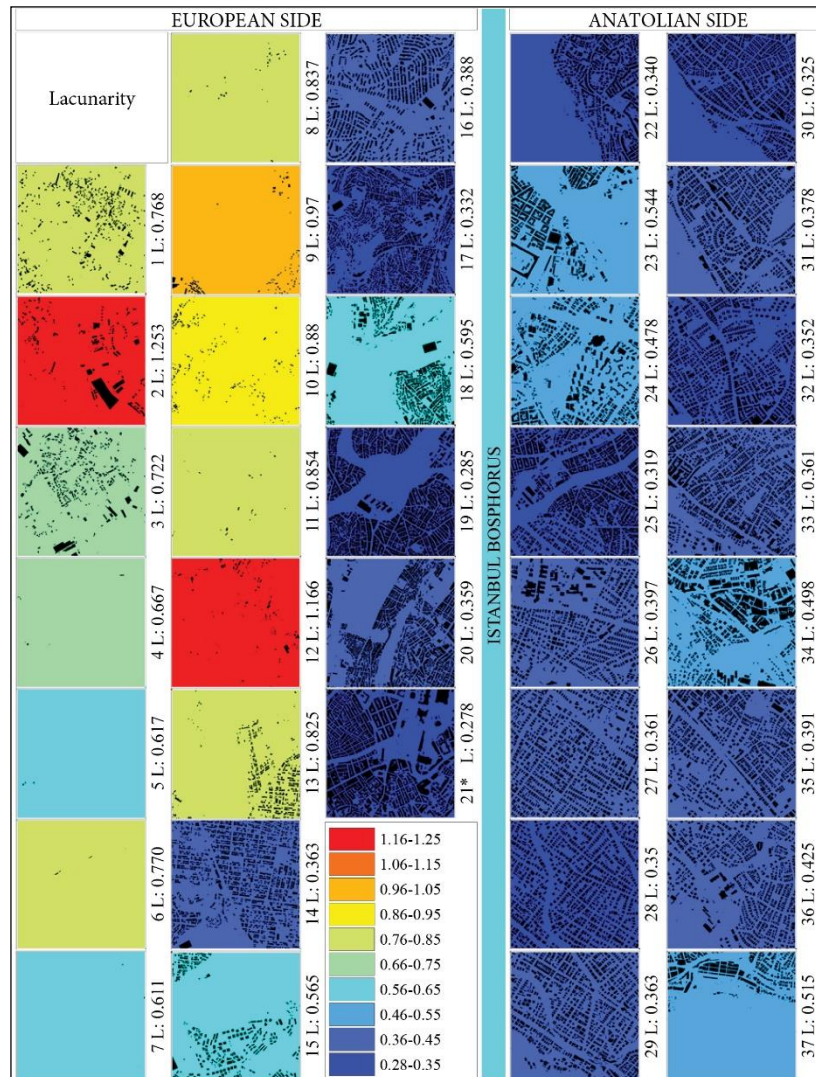 EUROPEAN SIDE
ANATOLIAN SIDE
Lacunarity
1 L: 0.768
2 L: 1.253
3 L: 0.722
4 L: 0.667
5 L: 0.617
6 L: 0.770
7 L: 0.611
8 L: 0.837
9 L: 0.97
10 L: 0.88
11 L: 0.854
12 L: 1.166
13 L: 0.825
14 L: 0.363
15 L: 0.565
16 L: 0.388
17 L: 0.332
18 L: 0.595
19 L: 0.285
20 L: 0.359
21* L: 0.278
1.16-1.25
1.06-1.15
0.96-1.05
0.86-0.95
0.76-0.85
0.66-0.75
0.56-0.65
0.46-0.55
0.36-0.45
0.28-0.35
ISTANBUL BOSPHORUS
22 L: 0.340
23 L: 0.544
24 L: 0.478
25 L: 0.319
26 L: 0.397
27 L: 0.361
28 L: 0.35
29 L: 0.363
30 L: 0.325
31 L: 0.378
32 L: 0.352
33 L: 0.361
34 L: 0.498
35 L: 0.391
36 L: 0.425
37 L: 0.515